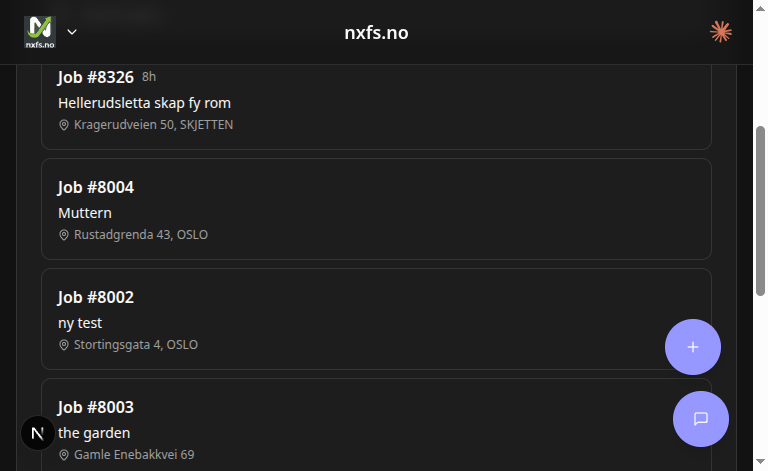 nxfs.no
nxfs.no
Job #8326 8h
Hellerudsletta skap fy rom
Kragerudveien 50, SKJETTEN
Job #8004
Muttern
Rustadgrenda 43, OSLO
Job #8002
ny test
Stortingsgata 4, OSLO
Job #8003
the garden
Gamle Enebakkvei 69
N